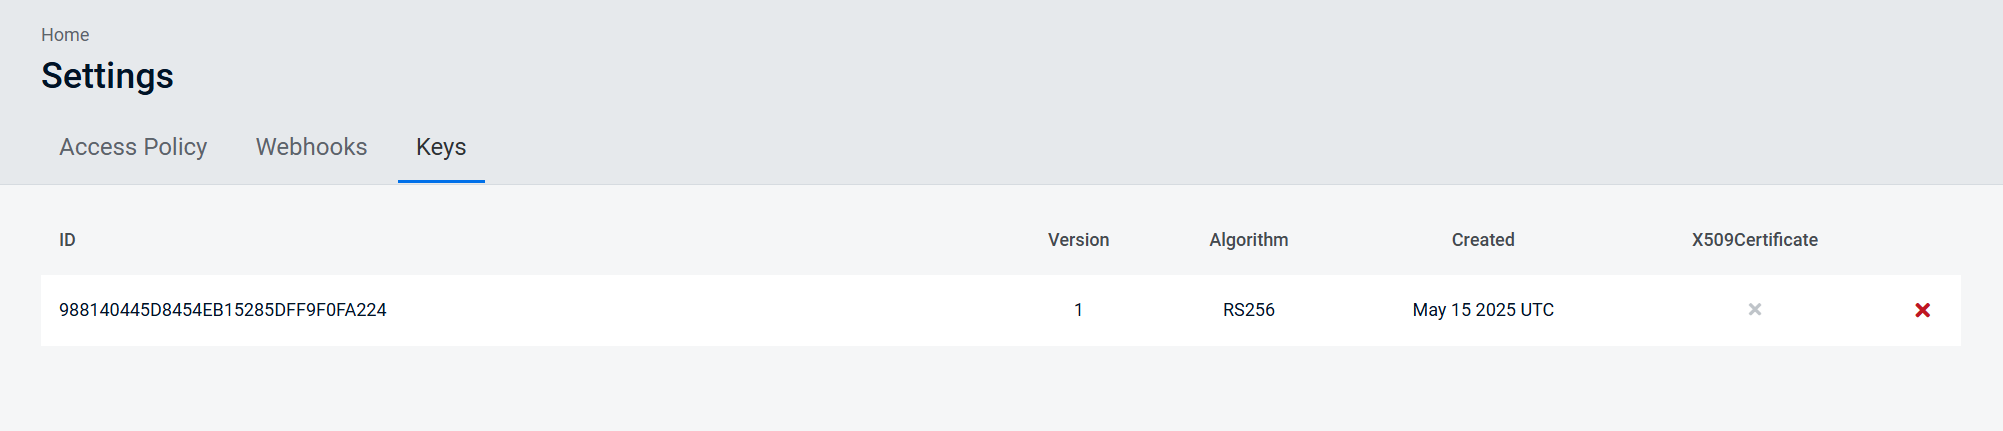 Home
Settings
Access Policy Webhooks Keys
ID Version Algorithm Created X509Certificate
988140445D8454EB15285DFF9F0FA224 1 RS256 May 15 2025 UTC